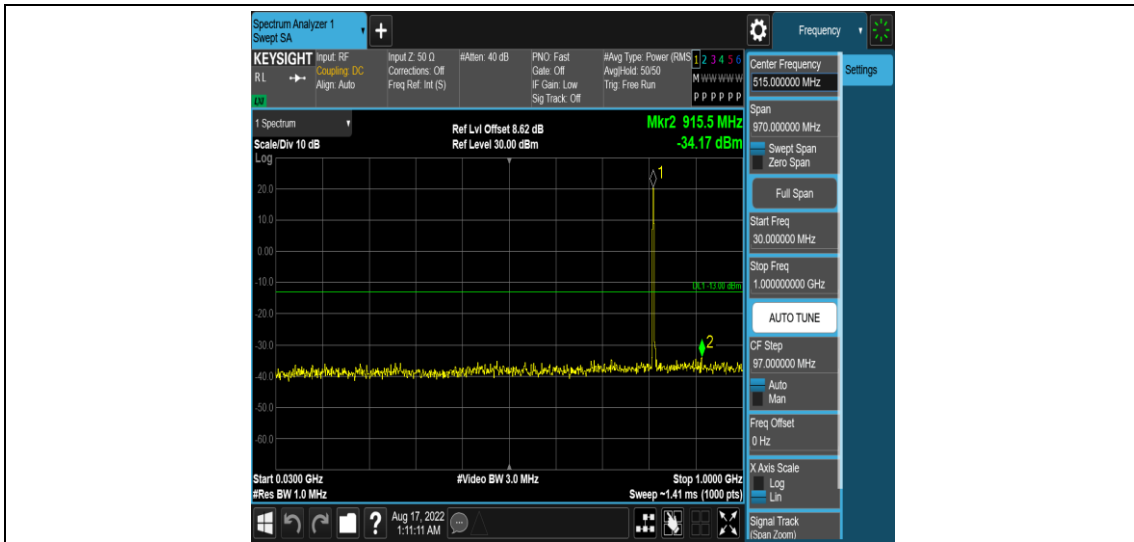 Spectrum Analyzer 1
Swept SA
+
Frequency
KEYSIGHT
RL
Input: RF
Coupling: DC
Align: Auto
Input Z: 50 Ω
Corrections: Off
Freq Ref: Int (S)
#Atten: 40 dB
PNO: Fast
Gate: Off
IF Gain: Low
Sig Track: Off
#Avg Type: Power (RMS
Avg|Hold: 50/50
Trig: Free Run
1 2 3 4 5 6
M W W W W W
P P P P P P
Center Frequency
515.000000 MHz
Settings
1 Spectrum
Scale/Div 10 dB
Ref Lvl Offset 8.62 dB
Ref Level 30.00 dBm
Mkr2 915.5 MHz
-34.17 dBm
Span
970.000000 MHz
Swept Span
Zero Span
Full Span
Start Freq
30.000000 MHz
Stop Freq
1.000000000 GHz
AUTO TUNE
CF Step
97.000000 MHz
Auto
Man
Freq Offset
0 Hz
X Axis Scale
Log
Lin
Signal Track
(Span Zoom)
Log
1
20.0
10.0
0.00
-10.0
DL1 -13.00 dBm
-20.0
-30.0
2
-40.0
-50.0
-60.0
Start 0.0300 GHz
#Res BW 1.0 MHz
#Video BW 3.0 MHz
Stop 1.0000 GHz
Sweep ~1.41 ms (1000 pts)
?
Aug 17, 2022
1:11:11 AM